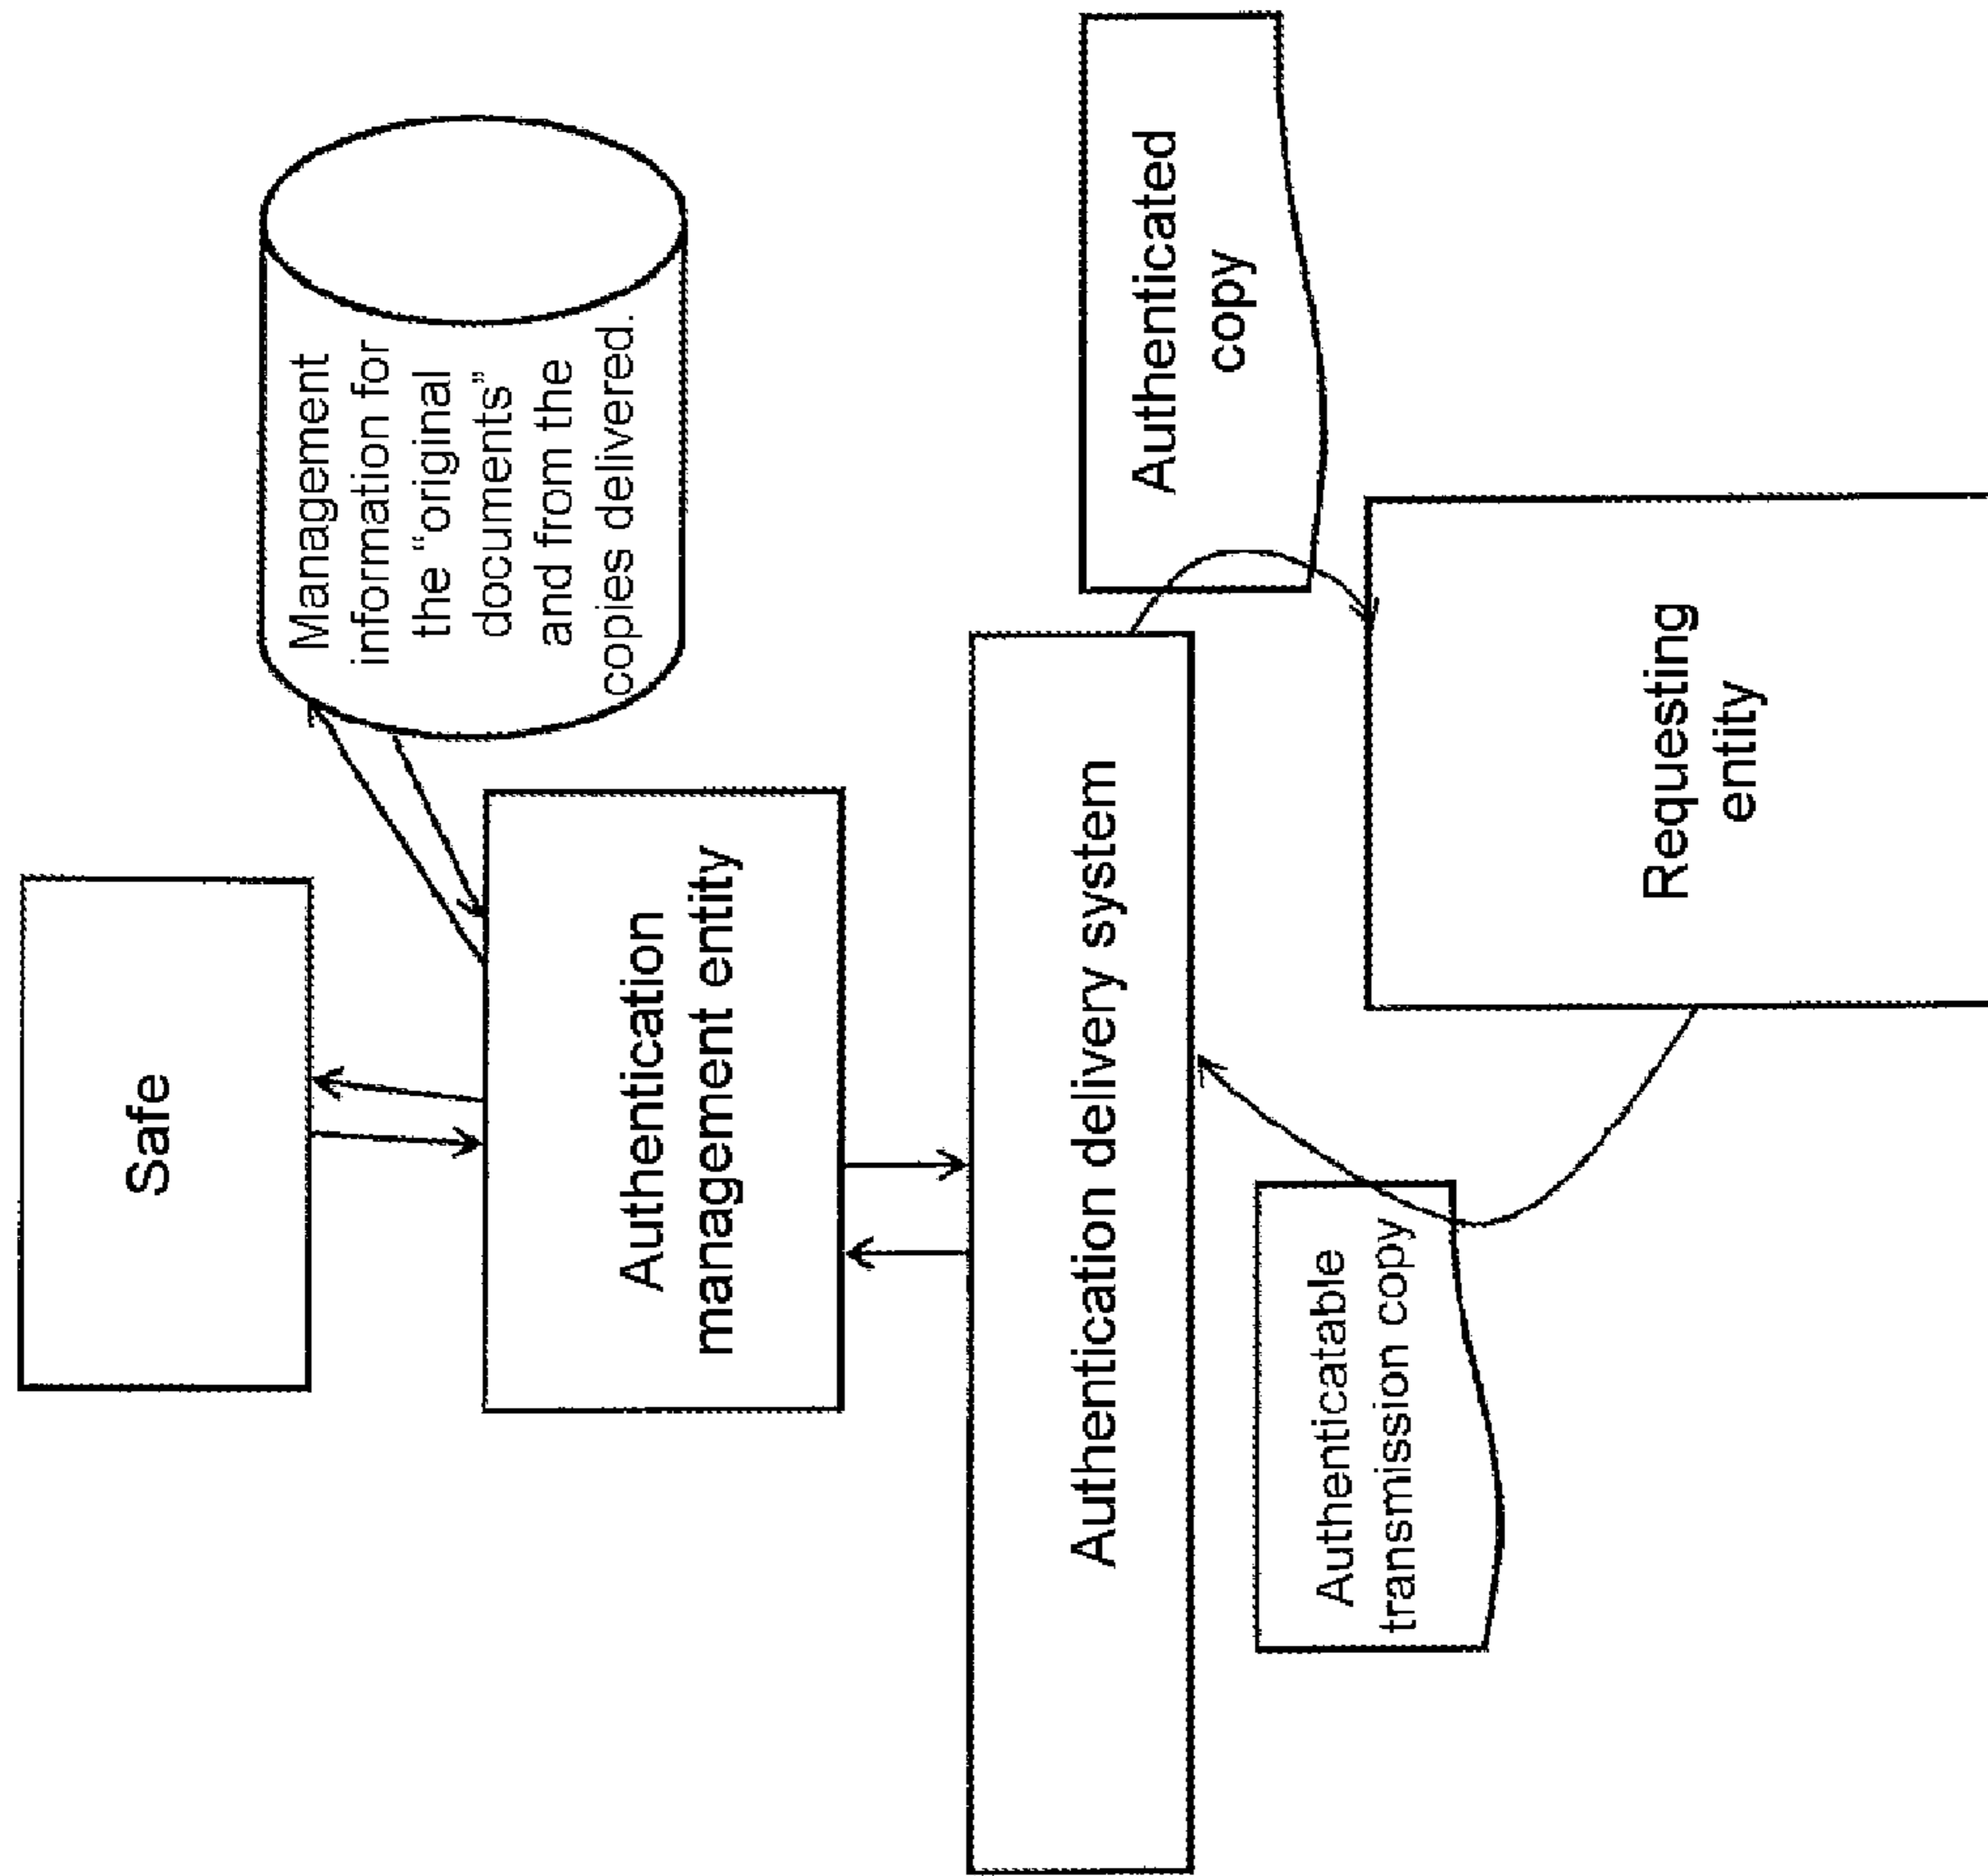 Safe
Management
information for
the “original
documents”
and from the
copies delivered.
Authentication
management entity
Authentication delivery system
Authenticated
copy
Authenticatable
transmission copy
Requesting
entity